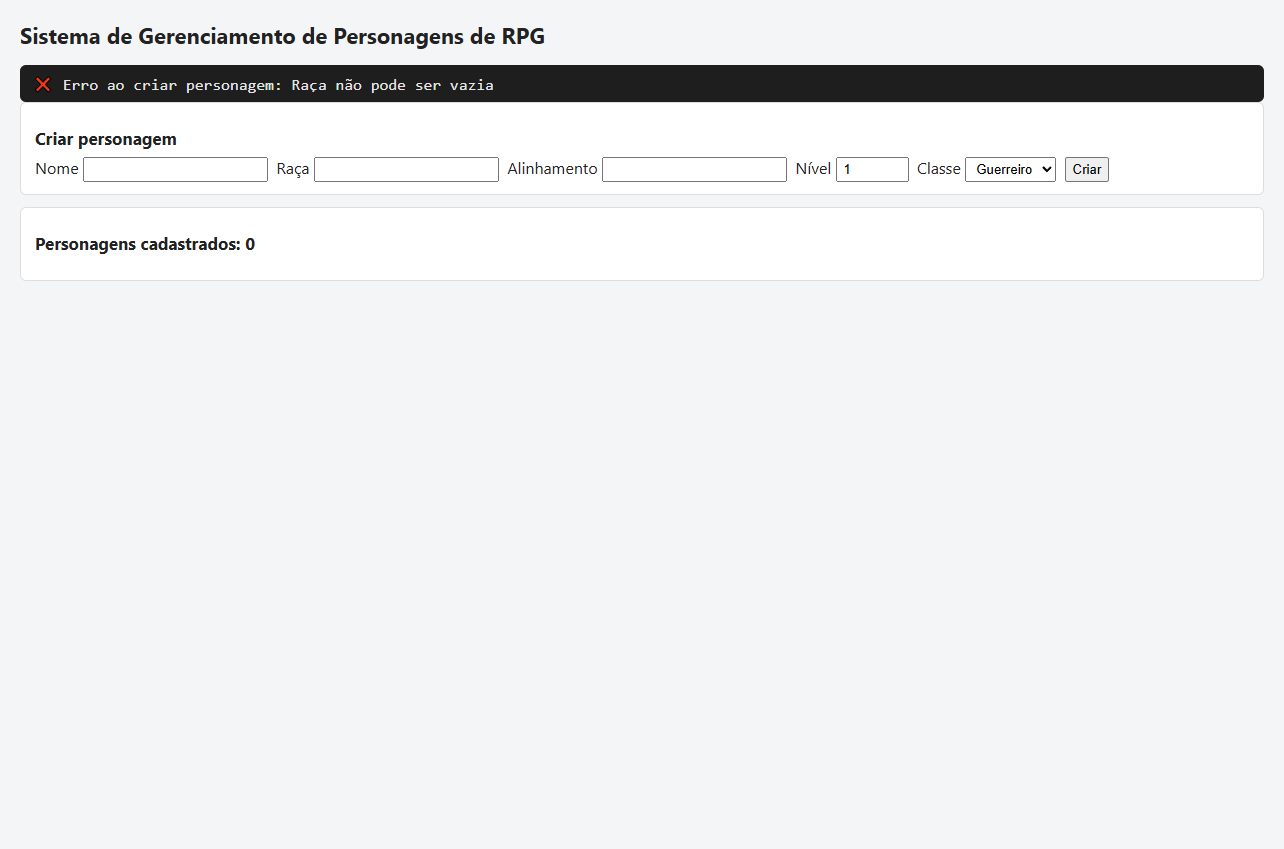 Sistema de Gerenciamento de Personagens de RPG
❌ Erro ao criar personagem: Raça não pode ser vazia
Criar personagem
Nome Raça Alinhamento Nível 1 Classe Guerreiro Criar
Personagens cadastrados: 0